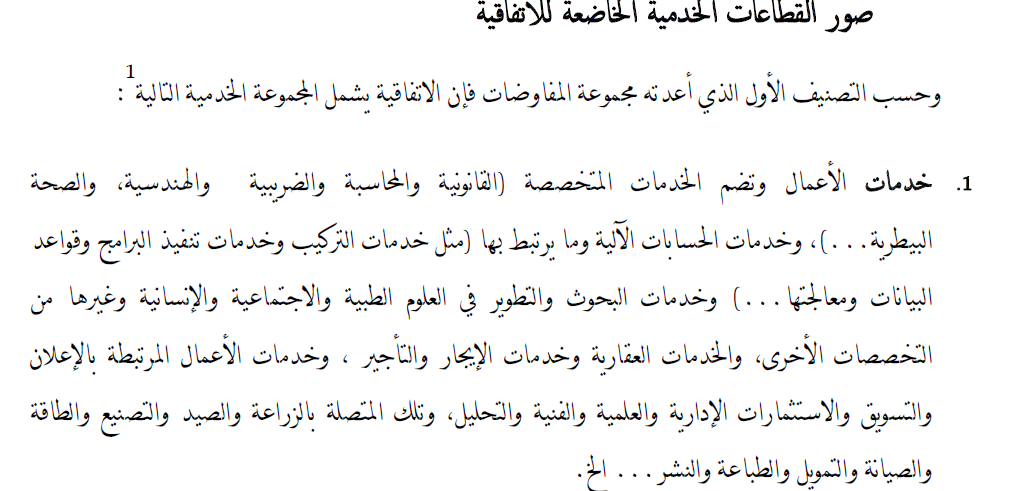 صور القطاعات الخدمية الخاضعة للاتفاقية
وحسب التصنيف الأول الذي أعدته مجموعة المفاوضات فإن الاتفاقية يشمل المجموعة الخدمية التالية1 :
1. خدمات الأعمال وتضم الخدمات المتخصصة (القانونية والمحاسبة والضريبية والهندسية، والصحة
البيطرية...)، وخدمات الحسابات الآلية وما يرتبط بها (مثل خدمات التركيب وخدمات تنفيذ البرامج وقواعد
البيانات ومعالجتها...) وخدمات البحوث والتطوير في العلوم الطبية والاجتماعية والإنسانية وغيرها من
التخصصات الأخرى، والخدمات العقارية وخدمات الإيجار والتأجير ، وخدمات الأعمال المرتبطة بالإعلان
والتسويق والاستثمارات الإدارية والعلمية والفنية والتحليل، وتلك المتصلة بالزراعة والصيد والتصنيع والطاقة
والصيانة والتمويل والطباعة والنشر... الخ.